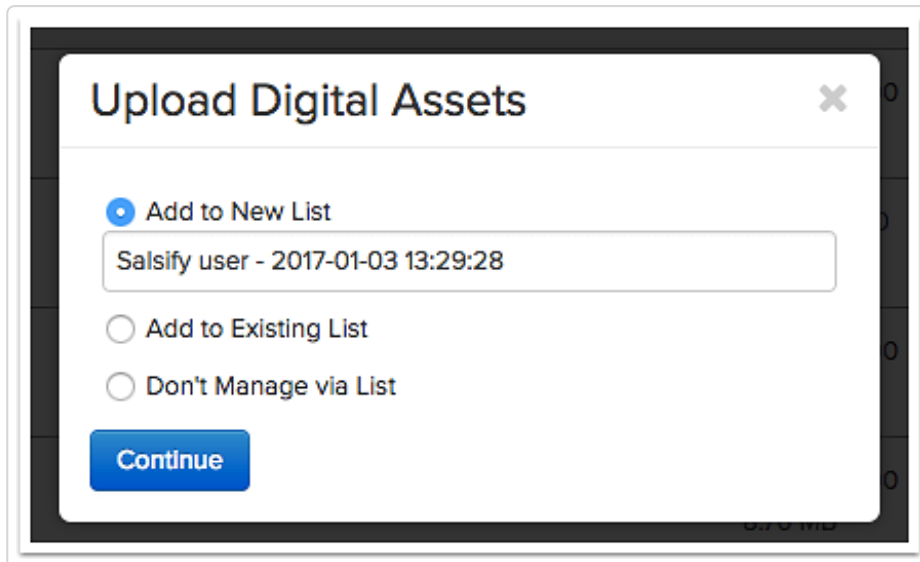 Upload Digital Assets
Add to New List
Salsify user - 2017-01-03 13:29:28
Add to Existing List
Don't Manage via List
Continue